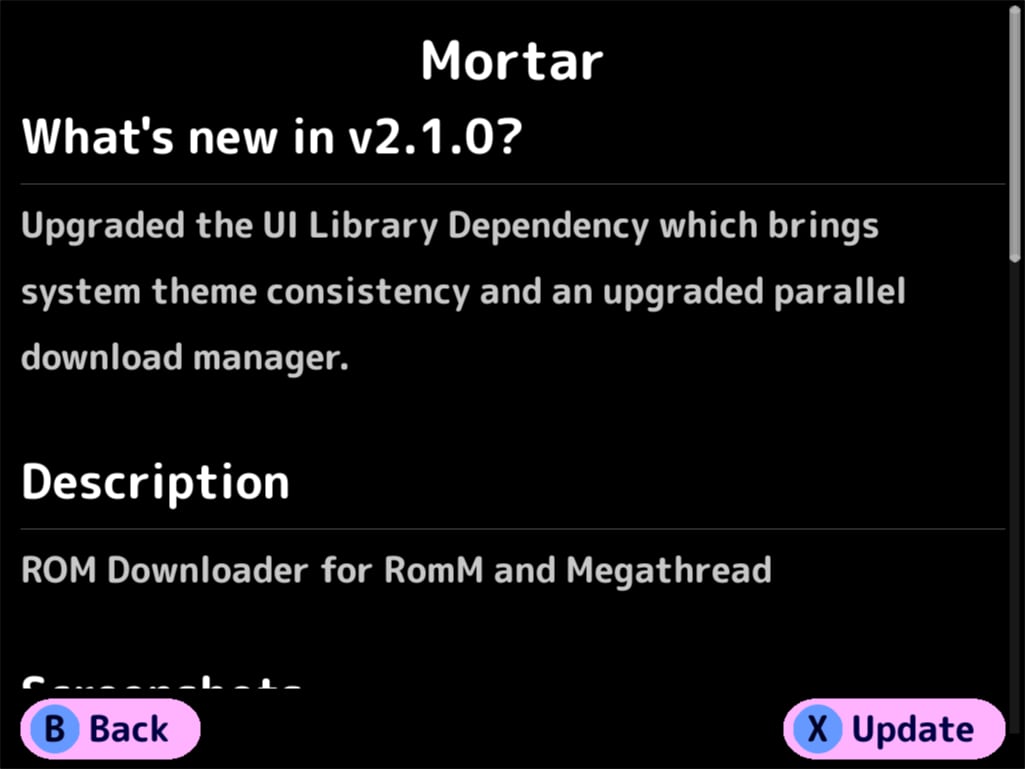 Mortar
What's new in v2.1.0?
Upgraded the UI Library Dependency which brings
system theme consistency and an upgraded parallel
download manager.
Description
ROM Downloader for RomM and Megathread
Screenshots
B Back
X Update